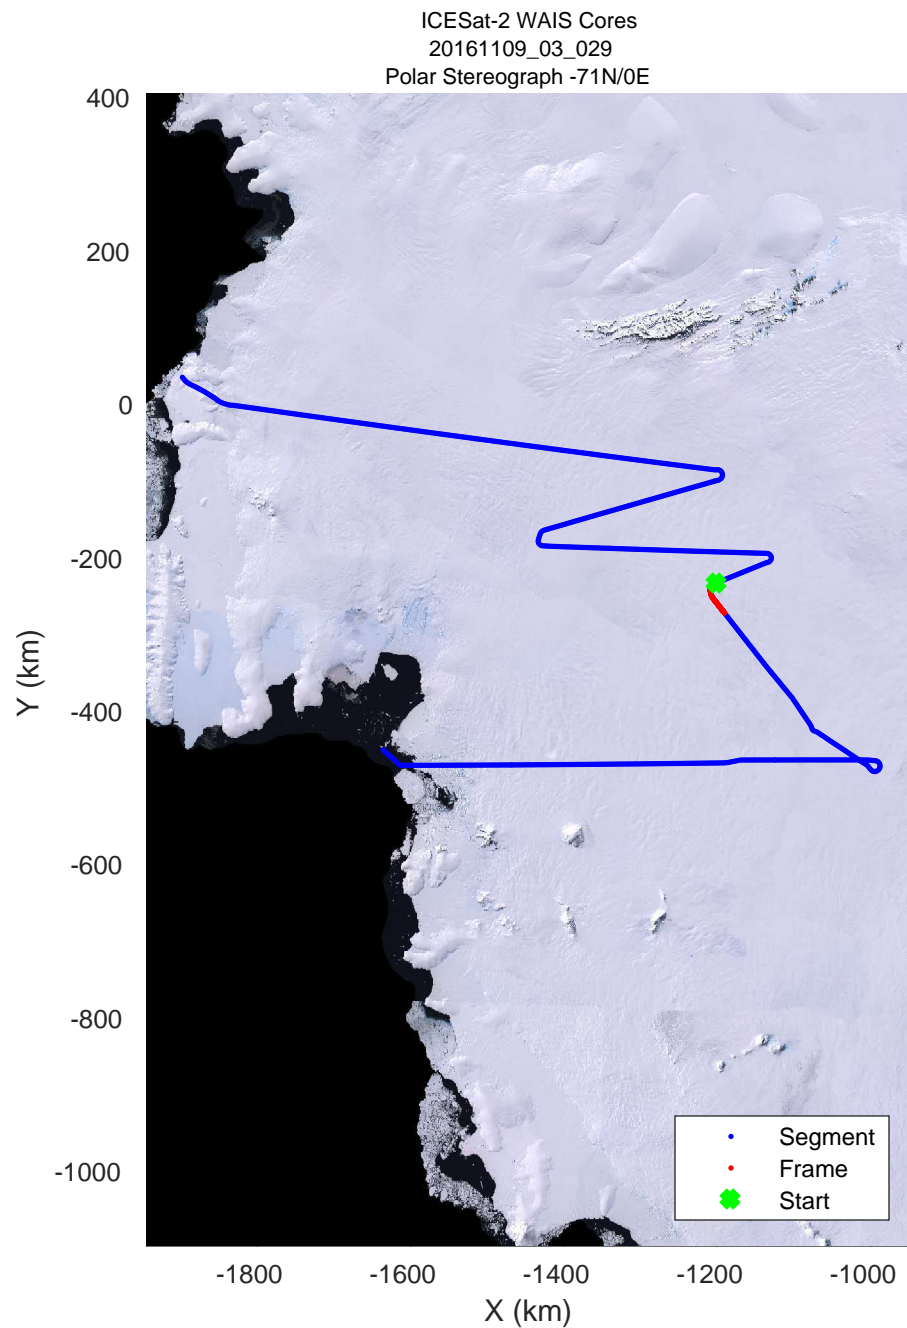 ICESat-2 WAIS Cores
20161109_03_029
Polar Stereograph -71N/0E
400
200
0
-200
-400
-600
-800
-1000
Y (km)
Segment
Frame
Start
-1800 -1600 -1400 -1200 -1000
X (km)